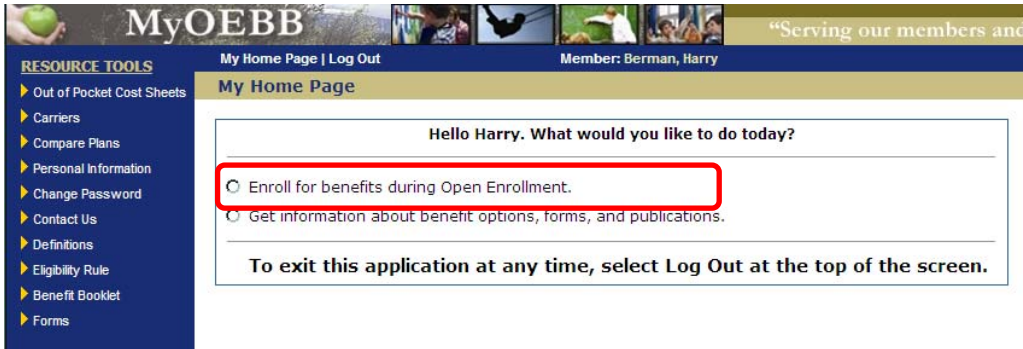 MyOEBB
“Serving our members and
RESOURCE TOOLS
Out of Pocket Cost Sheets
Carriers
Compare Plans
Personal Information
Change Password
Contact Us
Definitions
Eligibility Rule
Benefit Booklet
Forms
My Home Page | Log Out
Member: Berman, Harry
My Home Page
Hello Harry. What would you like to do today?
Enroll for benefits during Open Enrollment.
Get information about benefit options, forms, and publications.
To exit this application at any time, select Log Out at the top of the screen.